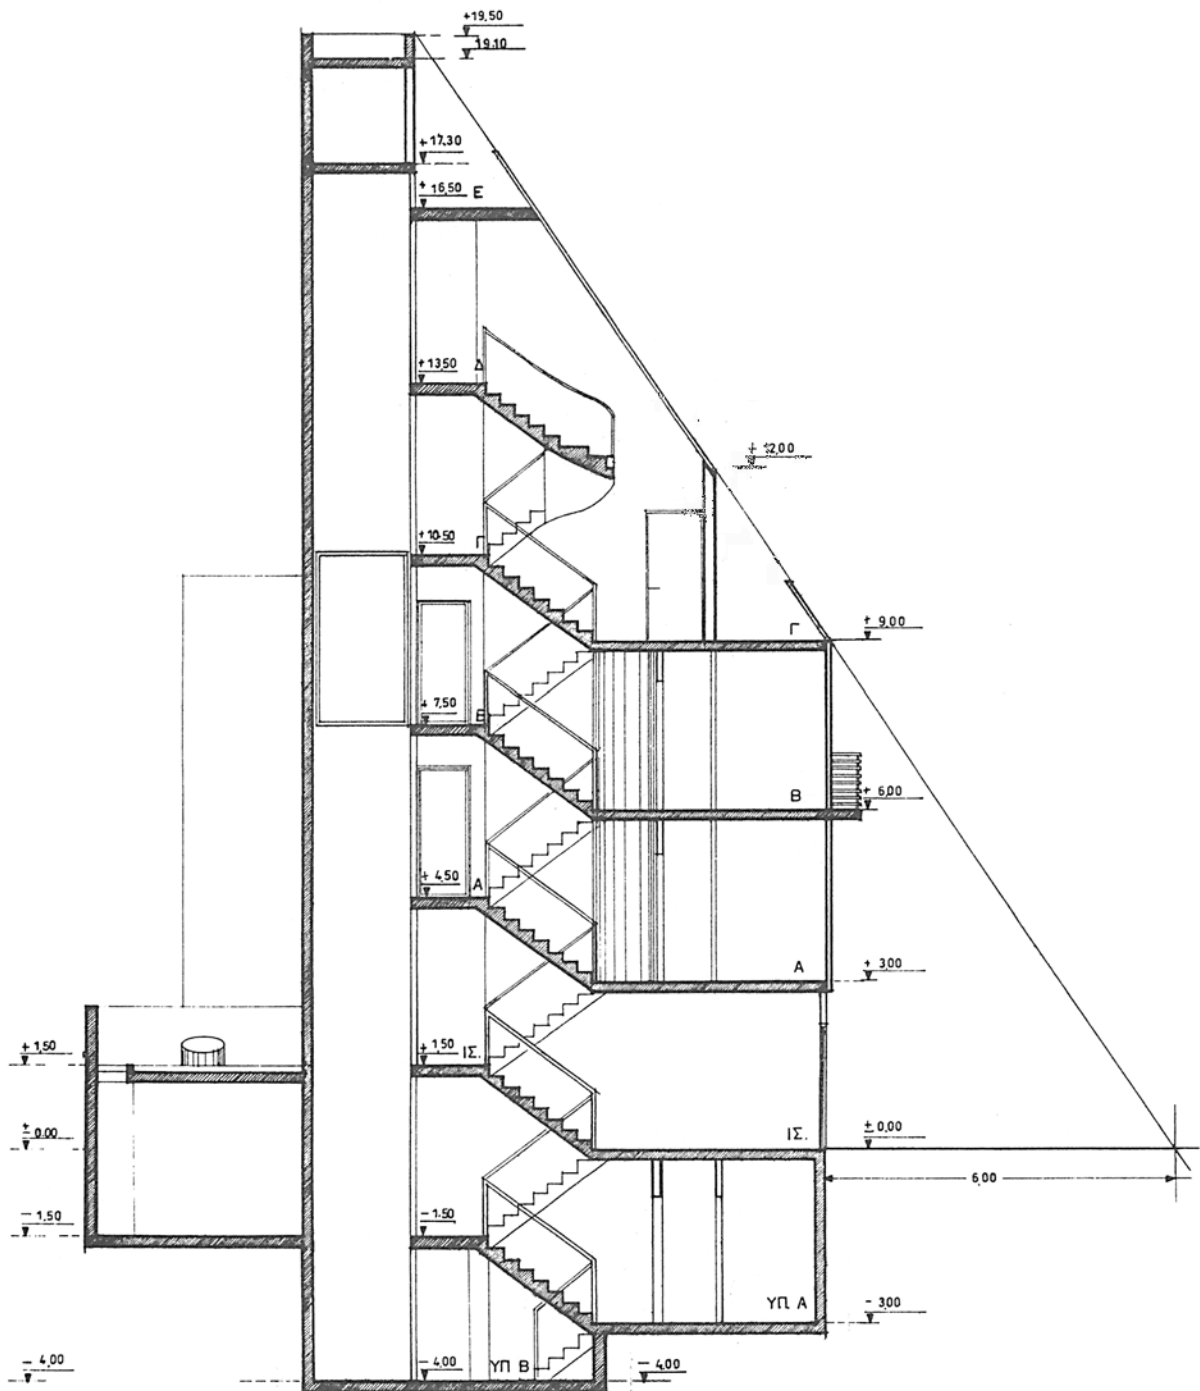 +19,50
19.10
+ 17.30
+ 16,50 E
+ 13,50 Δ
+ 12,00
+ 10.50 Γ
Γ + 9,00
+ 7,50 B
B + 6,00
+ 4,50 A
A + 3,00
+ 1,50
+ 1,50 ΙΣ.
± 0.00
ΙΣ. ± 0,00
6,00
- 1,50
- 1.50
ΥΠ. A - 3,00
- 4,00
- 4,00 ΥΠ B
- 4,00